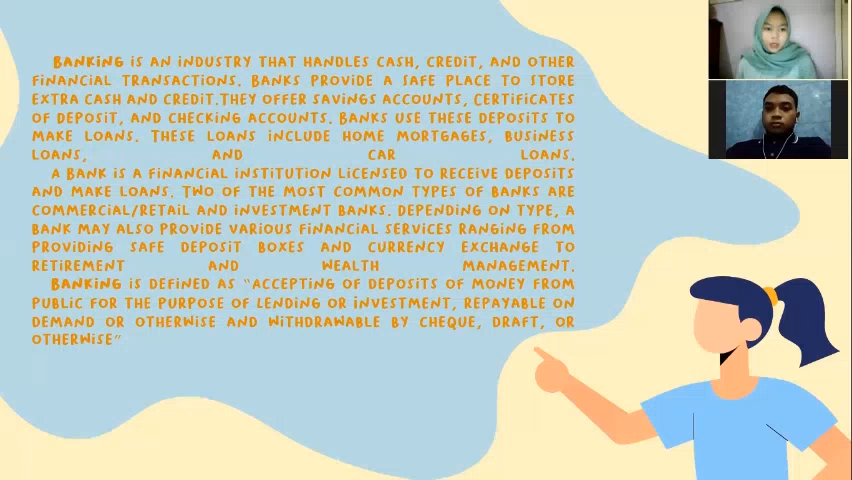 BANKING IS AN INDUSTRY THAT HANDLES CASH, CREDIT, AND OTHER
FINANCIAL TRANSACTIONS. BANKS PROVIDE A SAFE PLACE TO STORE
EXTRA CASH AND CREDIT.THEY OFFER SAVINGS ACCOUNTS, CERTIFICATES
OF DEPOSIT, AND CHECKING ACCOUNTS. BANKS USE THESE DEPOSITS TO
MAKE LOANS. THESE LOANS INCLUDE HOME MORTGAGES, BUSINESS
LOANS, AND CAR LOANS.
A BANK IS A FINANCIAL INSTITUTION LICENSED TO RECEIVE DEPOSITS
AND MAKE LOANS. TWO OF THE MOST COMMON TYPES OF BANKS ARE
COMMERCIAL/RETAIL AND INVESTMENT BANKS. DEPENDING ON TYPE, A
BANK MAY ALSO PROVIDE VARIOUS FINANCIAL SERVICES RANGING FROM
PROVIDING SAFE DEPOSIT BOXES AND CURRENCY EXCHANGE TO
RETIREMENT AND WEALTH MANAGEMENT.
BANKING IS DEFINED AS "ACCEPTING OF DEPOSITS OF MONEY FROM
PUBLIC FOR THE PURPOSE OF LENDING OR INVESTMENT, REPAYABLE ON
DEMAND OR OTHERWISE AND WITHDRAWABLE BY CHEQUE, DRAFT, OR
OTHERWISE"